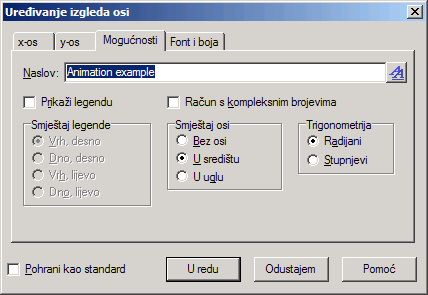 Uređivanje izgleda osi
x-os y-os Mogućnosti Font i boja
Naslov: Animation example
Prikaži legendu Račun s kompleksnim brojevima
Smještaj legende
Vrh, desno
Dno, desno
Vrh, lijevo
Dno, lijevo
Smještaj osi
Bez osi
U središtu
U uglu
Trigonometrija
Radijani
Stupnjevi
Pohrani kao standard U redu Odustajem Pomoć